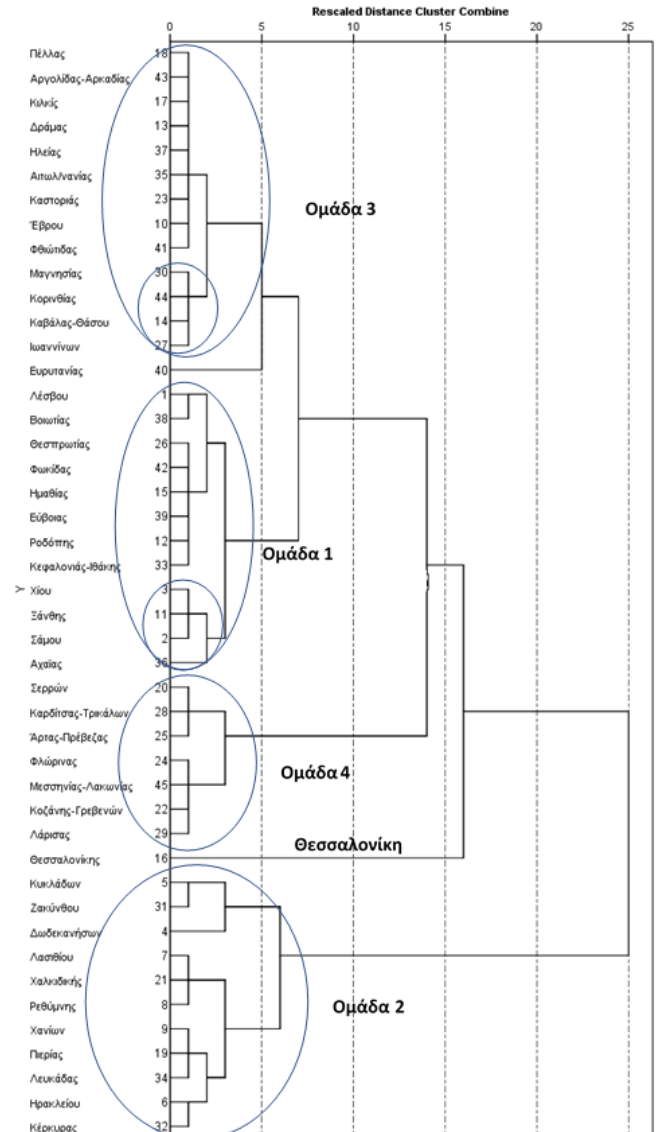 Rescaled Distance Cluster Combine
0 5 10 15 20 25
Πέλλας 18
Αργολίδας-Αρκαδίας 43
Κιλκίς 17
Δράμας 13
Ηλείας 37
Αιτωλ/νανίας 35
Καστοριάς 23
Έβρου 10
Φθιώτιδας 41
Ομάδα 3
Μαγνησίας 30
Κορινθίας 44
Καβάλας-Θάσου 14
Ιωαννίνων 27
Ευρυτανίας 40
Λέσβου 1
Βοιωτίας 38
Θεσπρωτίας 26
Φωκίδας 42
Ημαθίας 15
Εύβοιας 39
Ροδόπης 12
Ομάδα 1
Κεφαλονιάς-Ιθάκης 33
Y
Χίου 3
Ξάνθης 11
Σάμου 2
Αχαΐας 36
Σερρών 20
Καρδίτσας-Τρικάλων 28
Άρτας-Πρέβεζας 25
Φλώρινας 24
Ομάδα 4
Μεσσηνίας-Λακωνίας 45
Κοζάνης-Γρεβενών 22
Λάρισας 29
Θεσσαλονίκη
Θεσσαλονίκης 16
Κυκλάδων 5
Ζακύνθου 31
Δωδεκανήσων 4
Λασιθίου 7
Χαλκιδικής 21
Ρεθύμνης 8
Ομάδα 2
Χανίων 9
Πιερίας 19
Λευκάδας 34
Ηρακλείου 6
Κέρκυρας 32